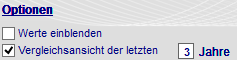 Optionen
Werte einblenden
Vergleichsansicht der letzten 3 Jahre